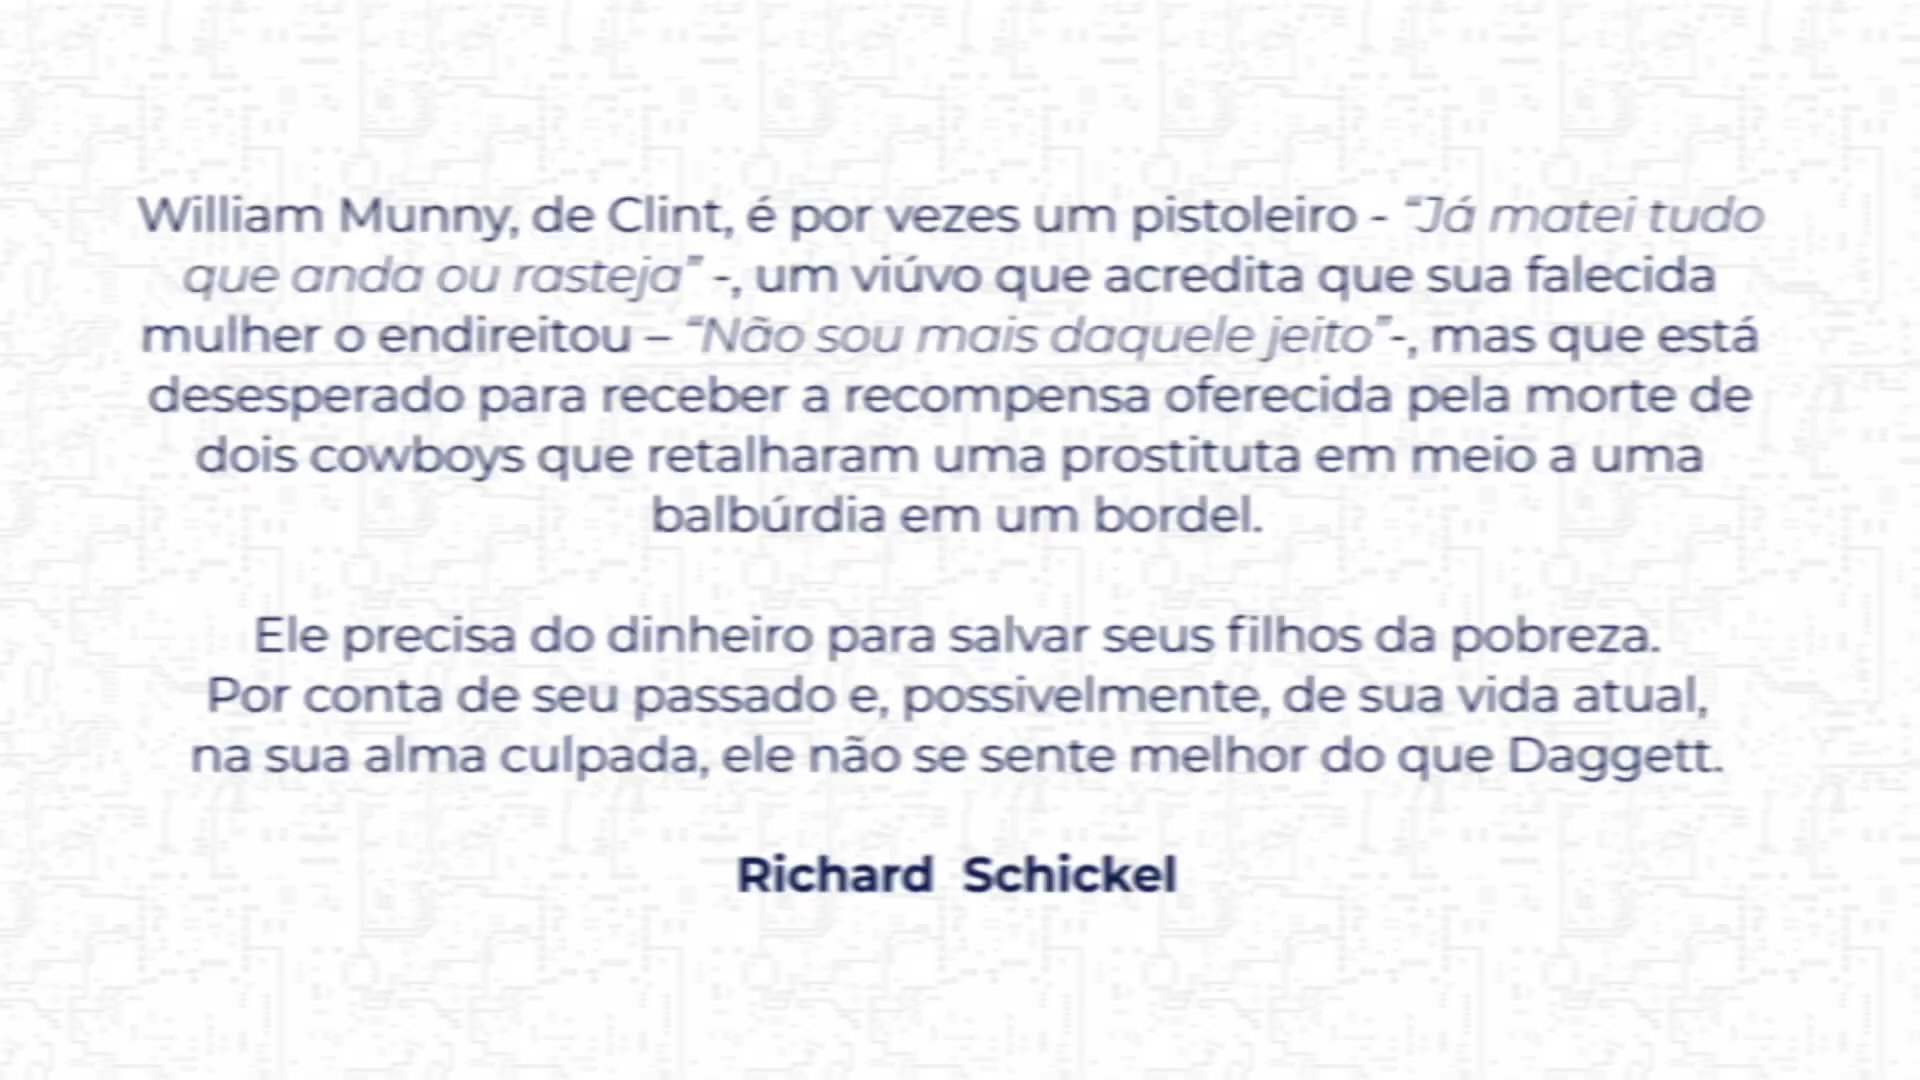 William Munny, de Clint, é por vezes um pistoleiro - “Já matei tudo
que anda ou rasteja” -, um viúvo que acredita que sua falecida
mulher o endireitou – “Não sou mais daquele jeito”-, mas que está
desesperado para receber a recompensa oferecida pela morte de
dois cowboys que retalharam uma prostituta em meio a uma
balbúrdia em um bordel.
Ele precisa do dinheiro para salvar seus filhos da pobreza.
Por conta de seu passado e, possivelmente, de sua vida atual,
na sua alma culpada, ele não se sente melhor do que Daggett.
Richard Schickel